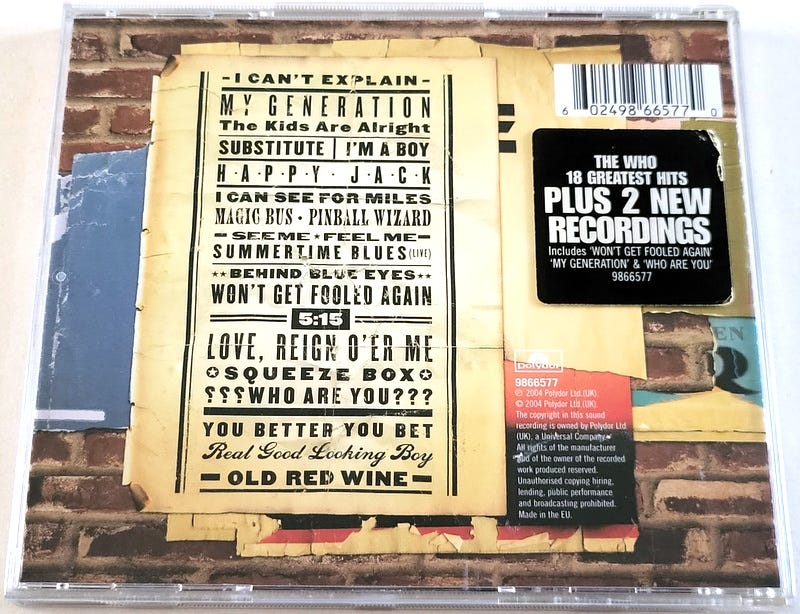 -I CAN'T EXPLAIN-
MY GENERATION
The Kids Are Alright
SUBSTITUTE | I'M A BOY
H·A·P·P·Y · J·A·C·K
I CAN SEE FOR MILES
MAGIC BUS · PINBALL WIZARD
SEE ME ★ FEEL ME
SUMMERTIME BLUES (LIVE)
★★BEHIND BLUE EYES★★
WON'T GET FOOLED AGAIN
5:15
LOVE, REIGN O'ER ME
✪SQUEEZE BOX✪
???WHO ARE YOU???
YOU BETTER YOU BET
Real Good Looking Boy
OLD RED WINE
6 02498 66577 0
THE WHO
18 GREATEST HITS
PLUS 2 NEW
RECORDINGS
Includes 'WON'T GET FOOLED AGAIN'
'MY GENERATION' & 'WHO ARE YOU'
9866577
EN
R
polydor
9866577
℗ 2004 Polydor Ltd.(UK).
© 2004 Polydor Ltd.(UK).
The copyright in this sound
recording is owned by Polydor Ltd
(UK), a Universal Company
All rights of the manufacturer
and of the owner of the recorded
work produced reserved.
Unauthorised copying hiring,
lending, public performance
and broadcasting prohibited.
Made in the EU.